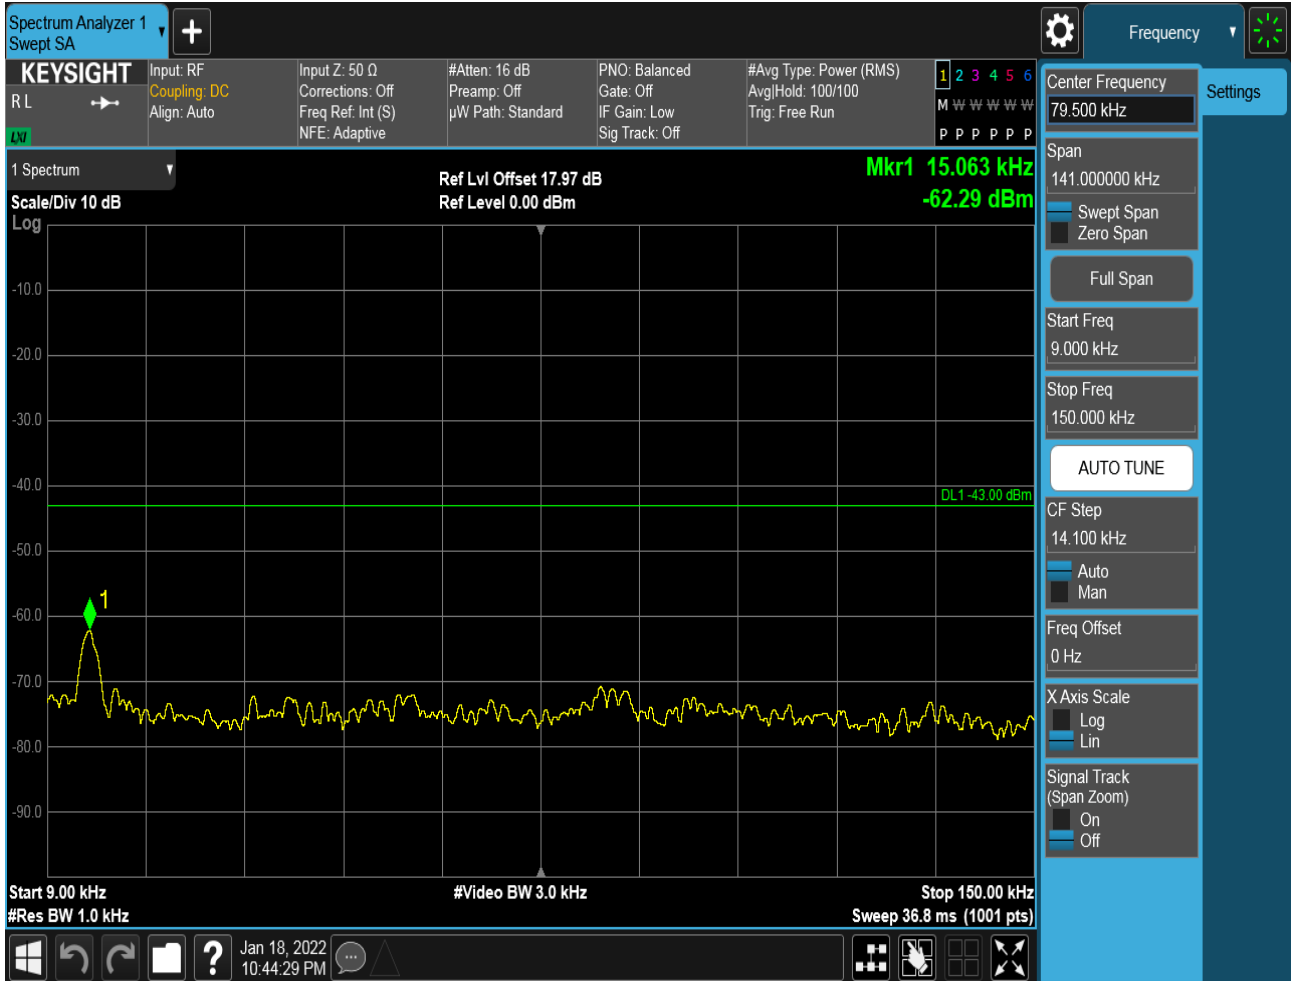 Spectrum Analyzer 1
Swept SA
Frequency
KEYSIGHT
R L
LXI
Input: RF
Coupling: DC
Align: Auto
Input Z: 50 Ω
Corrections: Off
Freq Ref: Int (S)
NFE: Adaptive
#Atten: 16 dB
Preamp: Off
µW Path: Standard
PNO: Balanced
Gate: Off
IF Gain: Low
Sig Track: Off
#Avg Type: Power (RMS)
Avg|Hold: 100/100
Trig: Free Run
1 2 3 4 5 6
M W W W W W
P P P P P P
1 Spectrum
Scale/Div 10 dB
Log
Ref Lvl Offset 17.97 dB
Ref Level 0.00 dBm
Mkr1 15.063 kHz
-62.29 dBm
-10.0
-20.0
-30.0
-40.0
DL1 -43.00 dBm
-50.0
1
-60.0
-70.0
-80.0
-90.0
Start 9.00 kHz
#Res BW 1.0 kHz
#Video BW 3.0 kHz
Stop 150.00 kHz
Sweep 36.8 ms (1001 pts)
Center Frequency
79.500 kHz
Settings
Span
141.000000 kHz
Swept Span
Zero Span
Full Span
Start Freq
9.000 kHz
Stop Freq
150.000 kHz
AUTO TUNE
CF Step
14.100 kHz
Auto
Man
Freq Offset
0 Hz
X Axis Scale
Log
Lin
Signal Track
(Span Zoom)
On
Off
?
Jan 18, 2022
10:44:29 PM